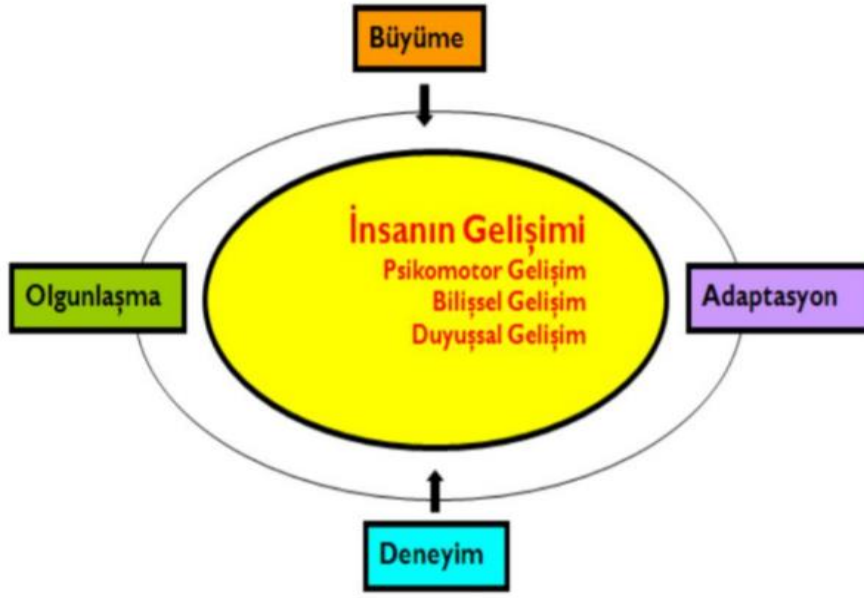 Büyüme
İnsanın Gelişimi
Psikomotor Gelişim
Bilişsel Gelişim
Duyuşsal Gelişim
Olgunlaşma
Adaptasyon
Deneyim